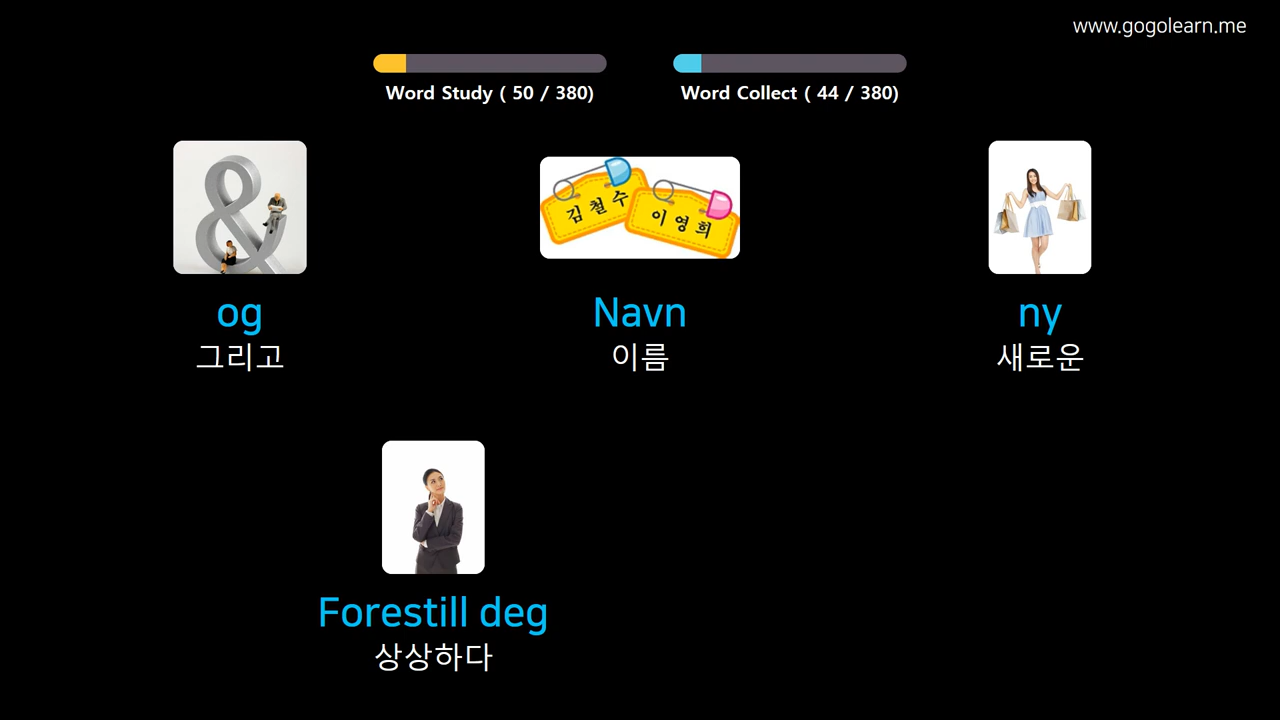 www.gogolearn.me
Word Study ( 50 / 380)
Word Collect ( 44 / 380)
김철수
이영희
og
그리고
Navn
이름
ny
새로운
Forestill deg
상상하다